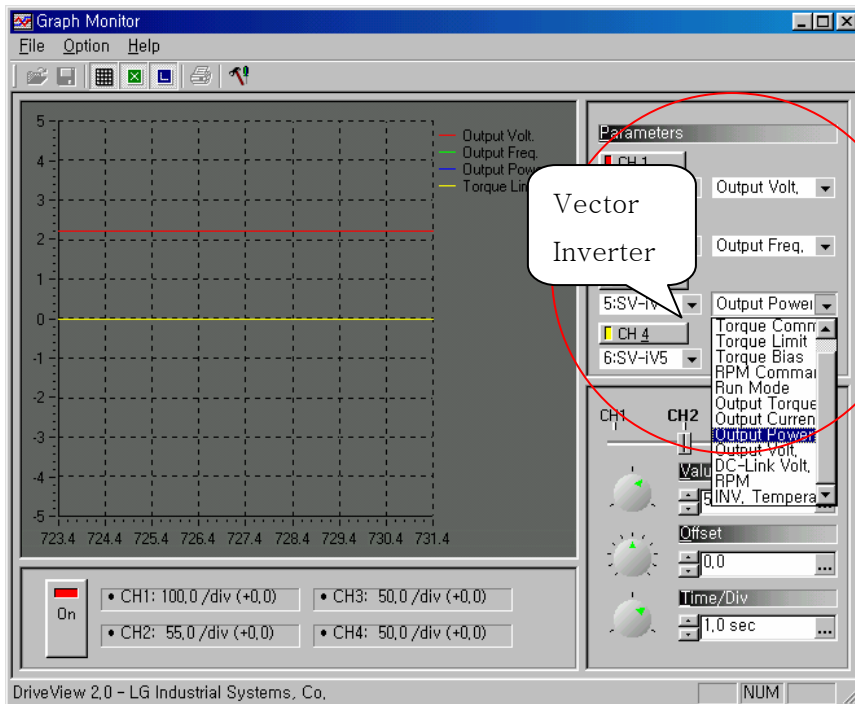 Graph Monitor
File Option Help
5
4
3
2
1
0
-1
-2
-3
-4
-5
723.4 724.4 725.4 726.4 727.4 728.4 729.4 730.4 731.4
Output Volt.
Output Freq.
Output Powe
Torque Lim
Parameters
CH 1
Output Volt,
Output Freq,
Vector
Inverter
5:SV-iV
Output Power
CH 4
6:SV-iV5
Torque Comm
Torque Limit
Torque Bias
RPM Comma
Run Mode
Output Torque
Output Curren
Output Power
Output Volt,
DC-Link Volt,
RPM
INV, Tempera
CH1 CH2
Valu
5
Offset
0,0
...
Time/Div
1,0 sec
...
On
• CH1: 100,0 /div (+0,0)
• CH3: 50,0 /div (+0,0)
• CH2: 55,0 /div (+0,0)
• CH4: 50,0 /div (+0,0)
DriveView 2,0 - LG Industrial Systems, Co,
NUM